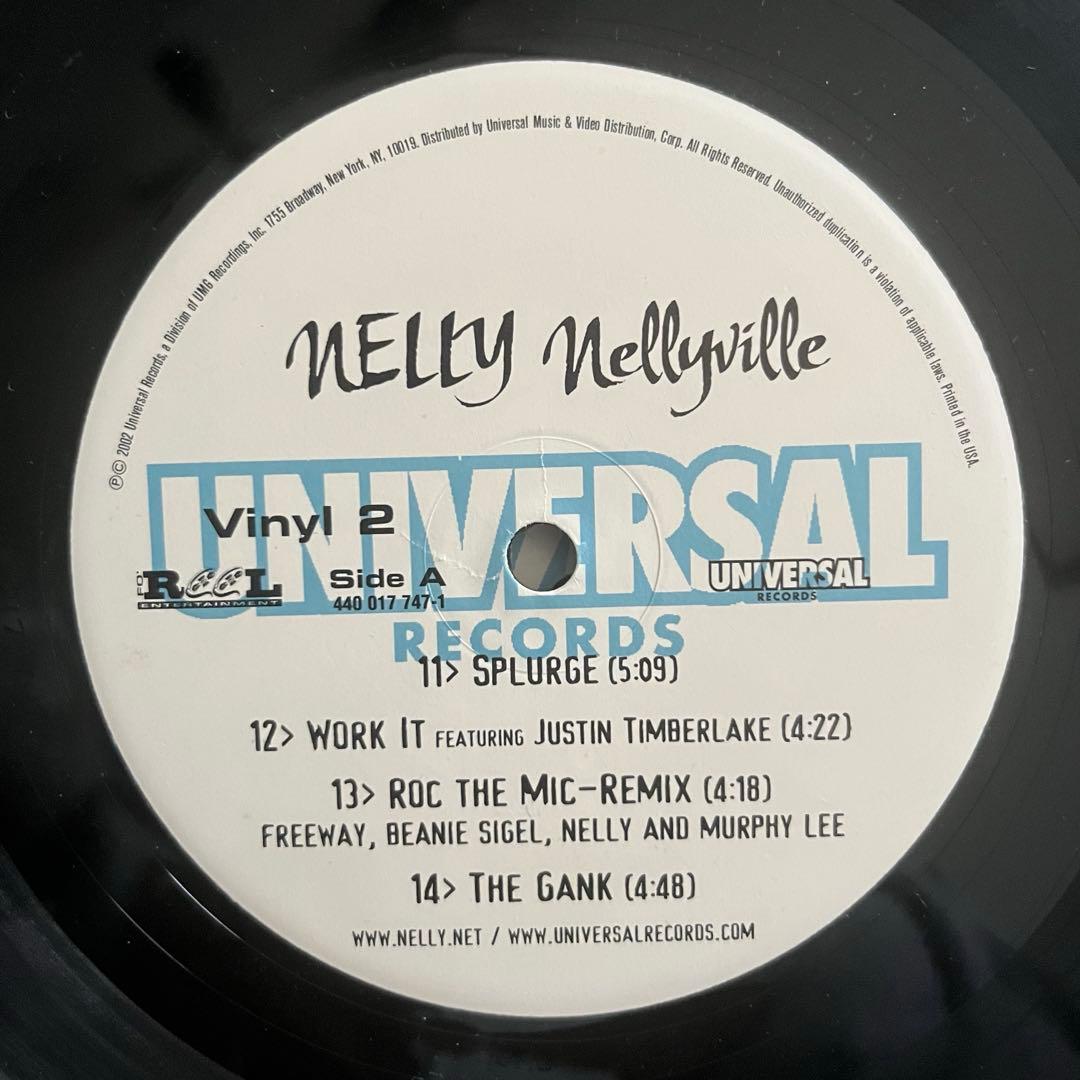 ℗© 2002 Universal Records, a Division of UMG Recordings, Inc. 1755 Broadway, New York, NY, 10019. Distributed by Universal Music & Video Distribution, Corp. All Rights Reserved. Unauthorized duplication is a violation of applicable laws. Printed in the USA.
NELLY Nellyville
UNIVERSAL
RECORDS
Vinyl 2
FO' REEL
ENTERTAINMENT
Side A
440 017 747-1
UNIVERSAL
RECORDS
11> SPLURGE (5:09)
12> WORK IT FEATURING JUSTIN TIMBERLAKE (4:22)
13> ROC THE MIC-REMIX (4:18)
FREEWAY, BEANIE SIGEL, NELLY AND MURPHY LEE
14> THE GANK (4:48)
WWW.NELLY.NET / WWW.UNIVERSALRECORDS.COM